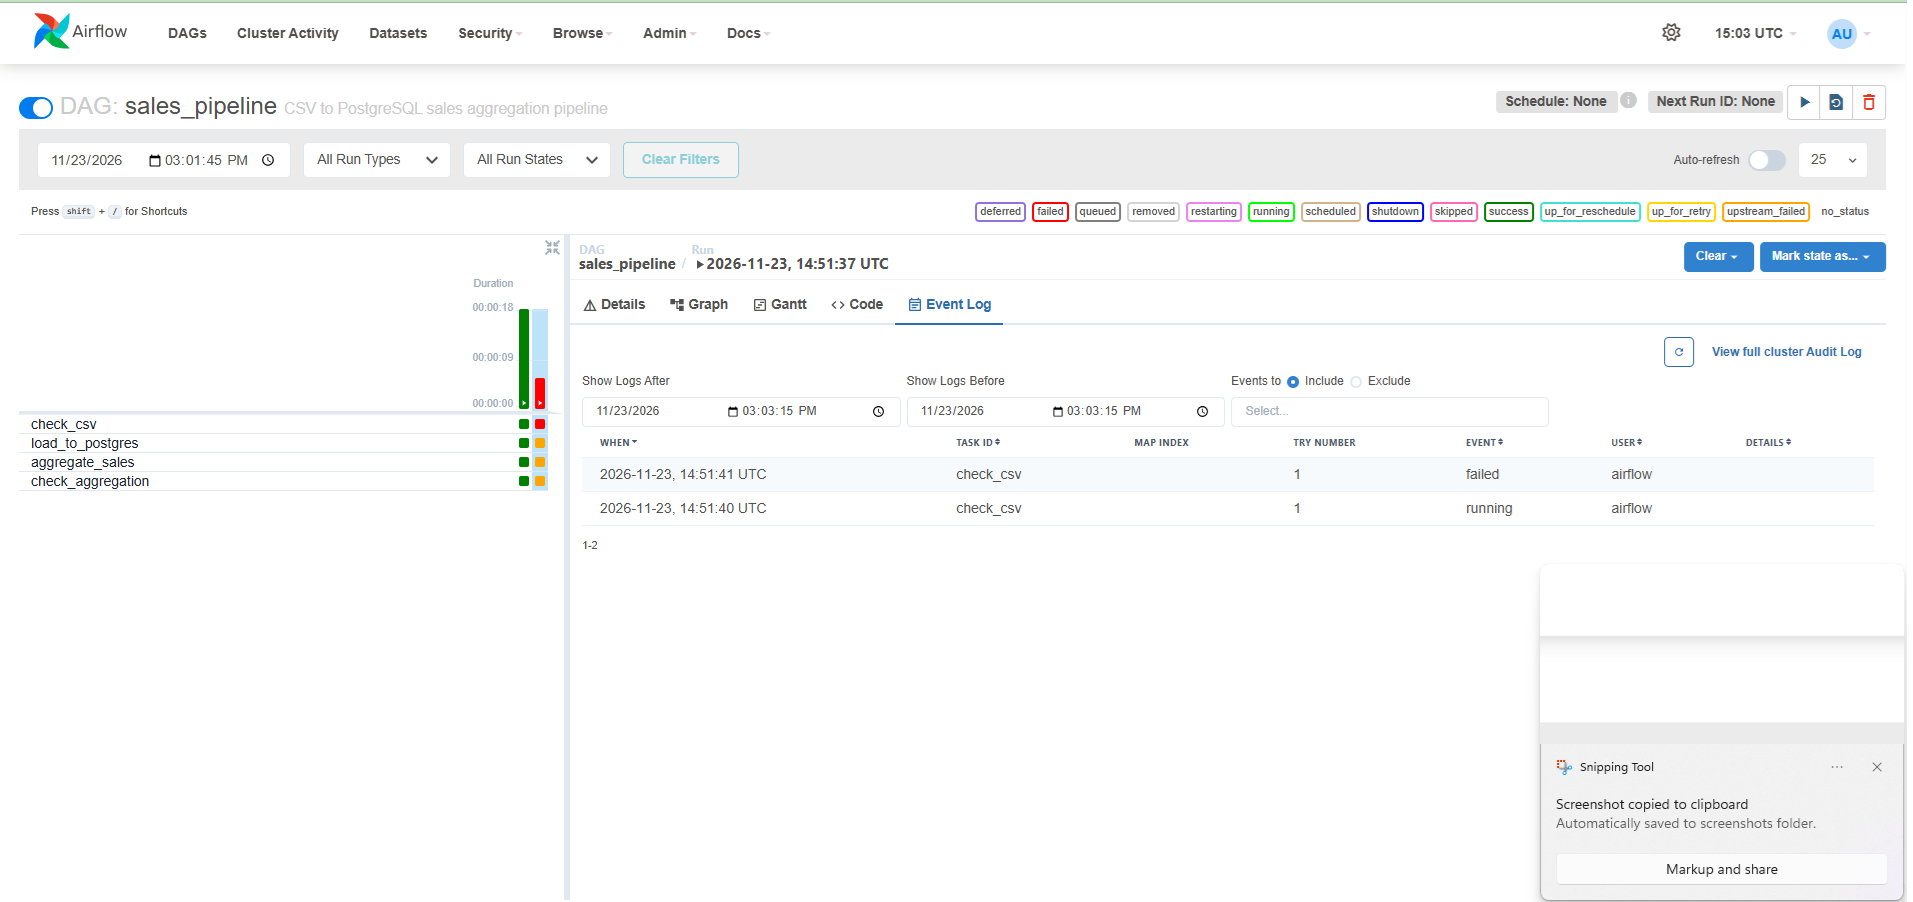 Airflow DAGs Cluster Activity Datasets Security Browse Admin Docs 15:03 UTC AU
DAG: sales_pipeline CSV to PostgreSQL sales aggregation pipeline Schedule: None i Next Run ID: None
11/23/2026 03:01:45 PM All Run Types All Run States Clear Filters Auto-refresh 25
Press shift + / for Shortcuts deferred failed queued removed restarting running scheduled shutdown skipped success up_for_reschedule up_for_retry upstream_failed no_status
DAG Run
sales_pipeline / 2026-11-23, 14:51:37 UTC Clear Mark state as...
Duration
00:00:18
00:00:09
00:00:00
check_csv
load_to_postgres
aggregate_sales
check_aggregation
Details Graph Gantt Code Event Log
View full cluster Audit Log
Show Logs After Show Logs Before Events to Include Exclude
11/23/2026 03:03:15 PM 11/23/2026 03:03:15 PM Select...
WHEN TASK ID MAP INDEX TRY NUMBER EVENT USER DETAILS
2026-11-23, 14:51:41 UTC check_csv 1 failed airflow
2026-11-23, 14:51:40 UTC check_csv 1 running airflow
1-2
Snipping Tool
Screenshot copied to clipboard
Automatically saved to screenshots folder.
Markup and share